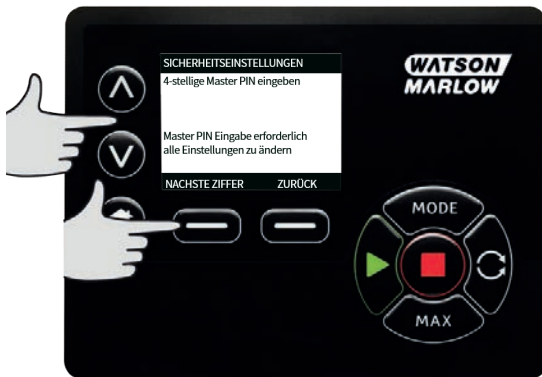 SICHERHEITSEINSTELLUNGEN
4-stellige Master PIN eingeben
Master PIN Eingabe erforderlich
alle Einstellungen zu ändern
NACHSTE ZIFFER ZURÜCK
WATSON
MARLOW
MODE
MAX